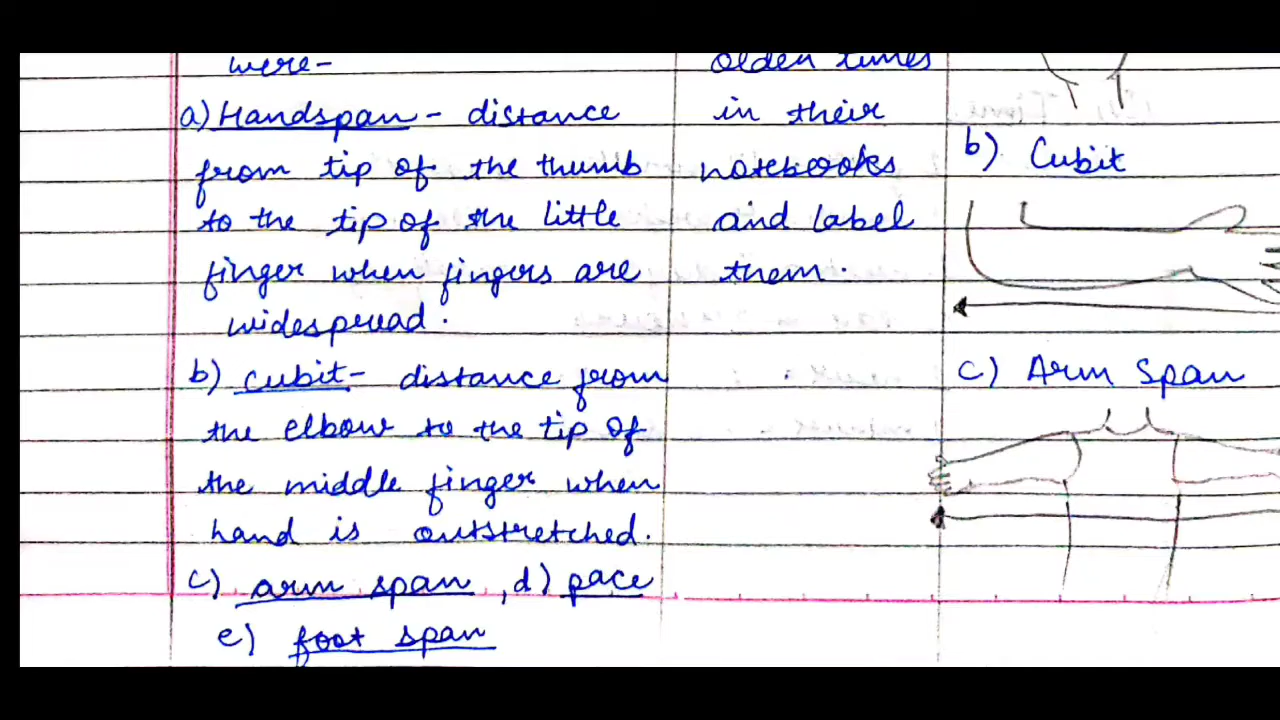 were-
a) Handspan - distance
from tip of the thumb
to the tip of the little
finger when fingers are
widespread.
b) cubit - distance from
the elbow to the tip of
the middle finger when
hand is outstretched.
c) arm span, d) pace
e) foot span
olden times
in their
notebooks
and label
them.
b) Cubit
c) Arm Span